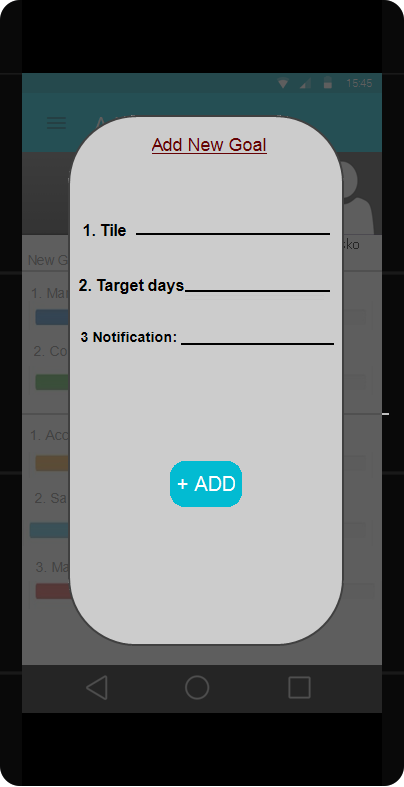 15:45
Add New Goal
sko
1. Tile
New G
2. Target days
1. Ma
3 Notification:
2. Co
1. Acc
+ ADD
2. Sa
3. Ma